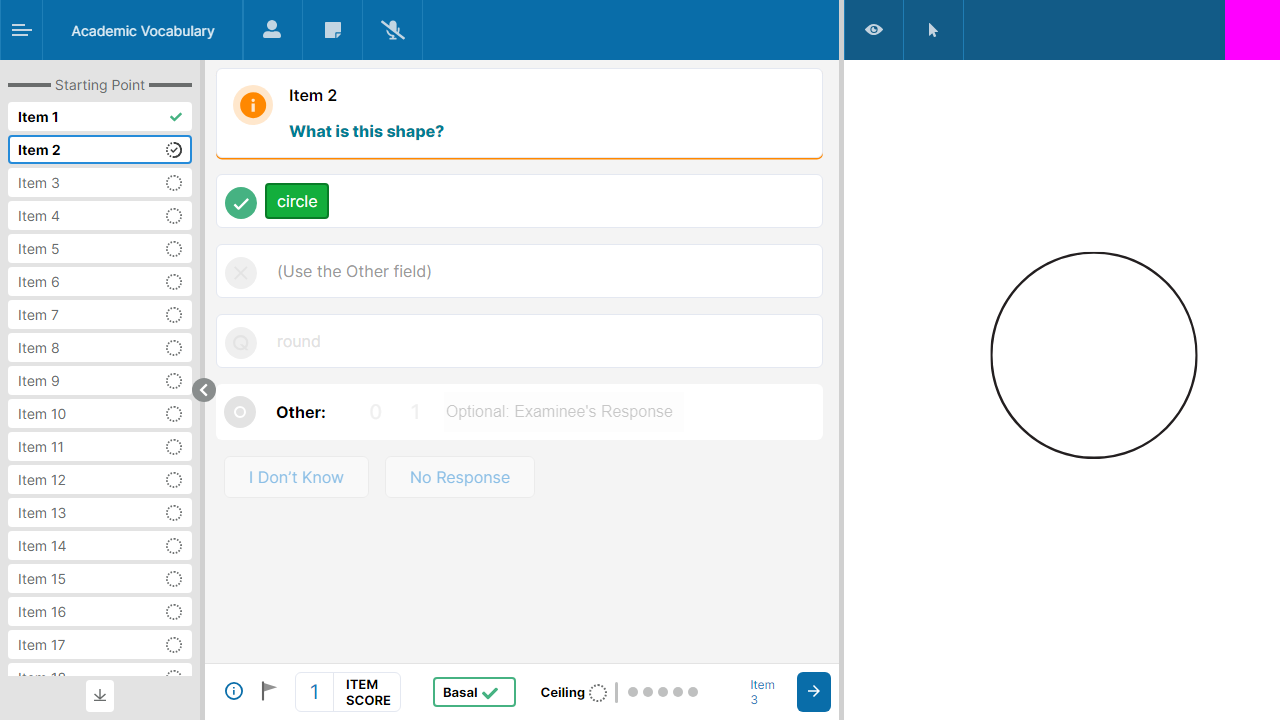 Academic Vocabulary
Starting Point
Item 1
Item 2
Item 3
Item 4
Item 5
Item 6
Item 7
Item 8
Item 9
Item 10
Item 11
Item 12
Item 13
Item 14
Item 15
Item 16
Item 17
Item 18
Item 2
What is this shape?
circle
(Use the Other field)
Q round
O Other: 0 1 Optional: Examinee's Response
I Don't Know No Response
1 ITEM SCORE
Basal
Ceiling
Item 3